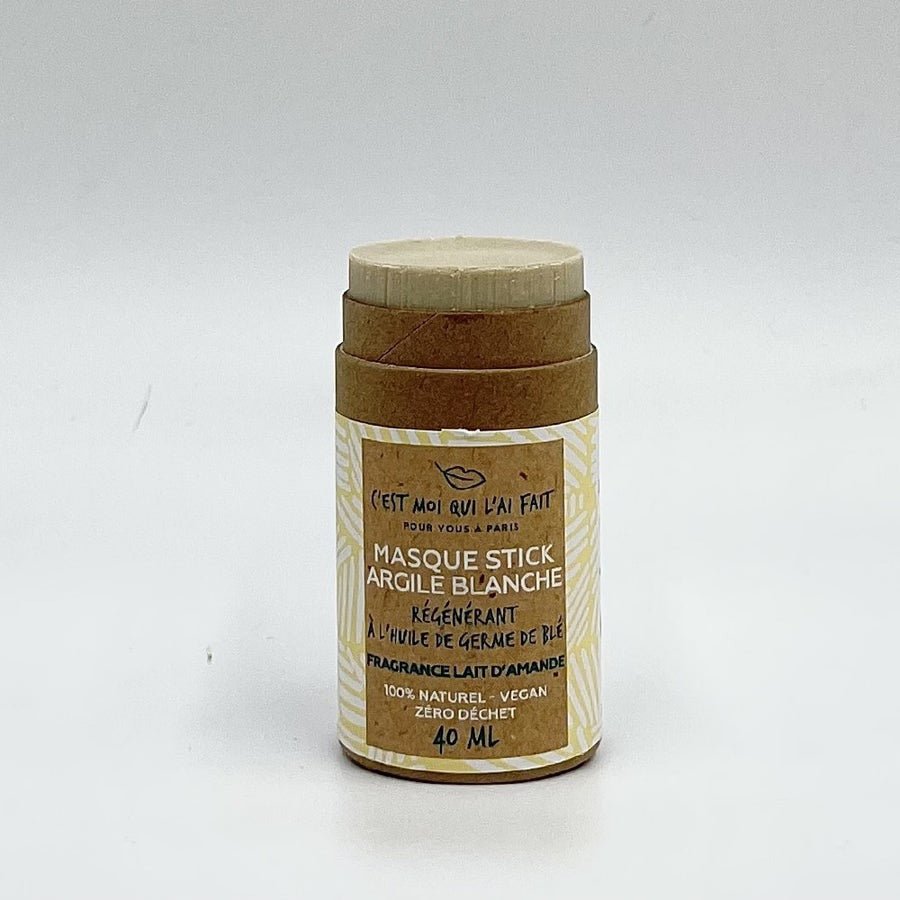 C'EST MOI QUI L'AI FAIT
POUR VOUS À PARIS
MASQUE STICK
ARGILE BLANCHE
RÉGÉNÉRANT
À L'HUILE DE GERME DE BLÉ
FRAGRANCE LAIT D'AMANDE
100% NATUREL - VEGAN
ZÉRO DÉCHET
40 ML